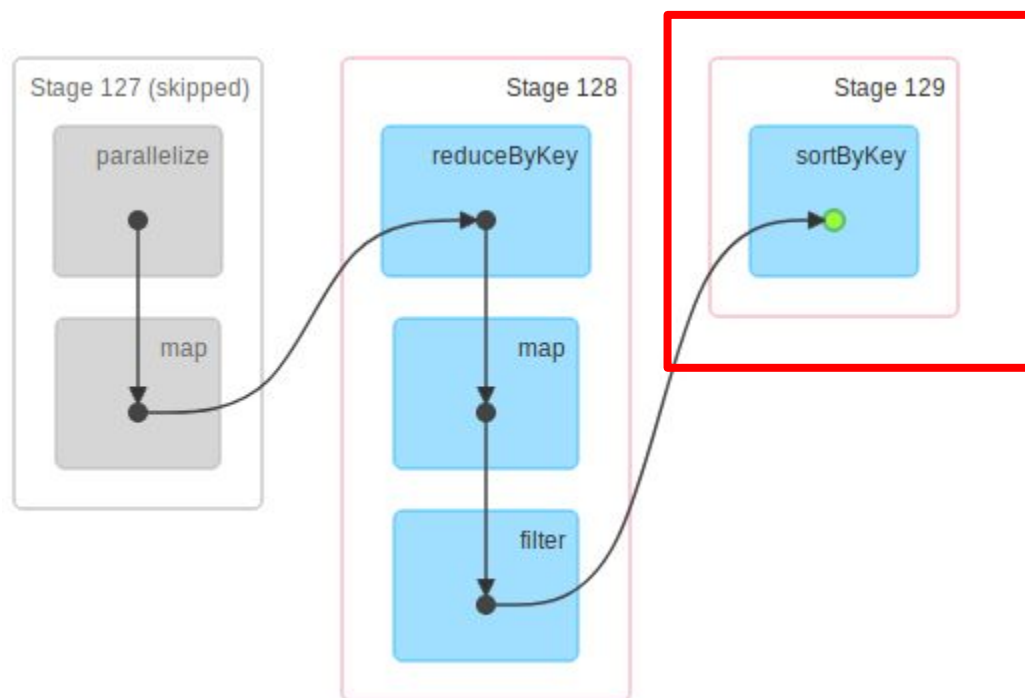 Stage 127 (skipped)
parallelize
map
Stage 128
reduceByKey
map
filter
Stage 129
sortByKey